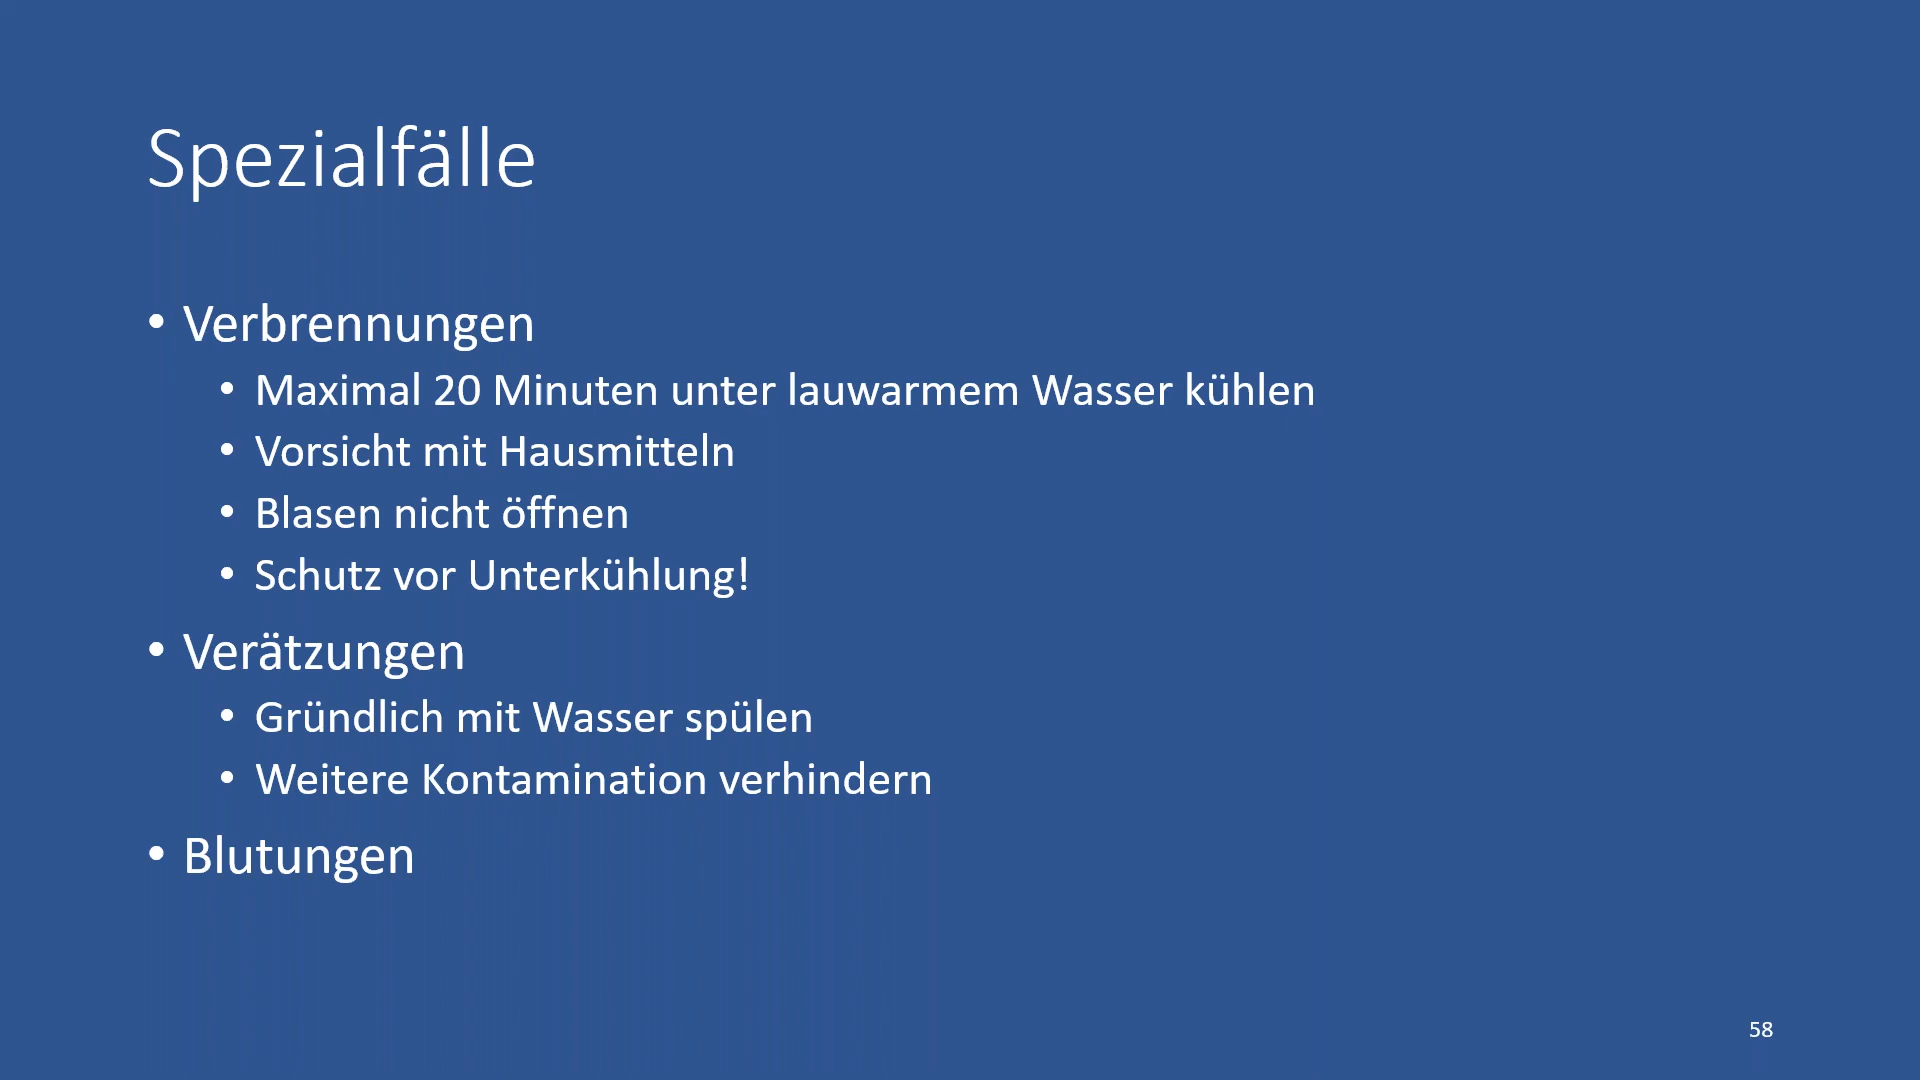 Spezialfälle
• Verbrennungen
• Maximal 20 Minuten unter lauwarmem Wasser kühlen
• Vorsicht mit Hausmitteln
• Blasen nicht öffnen
• Schutz vor Unterkühlung!
• Verätzungen
• Gründlich mit Wasser spülen
• Weitere Kontamination verhindern
• Blutungen
58